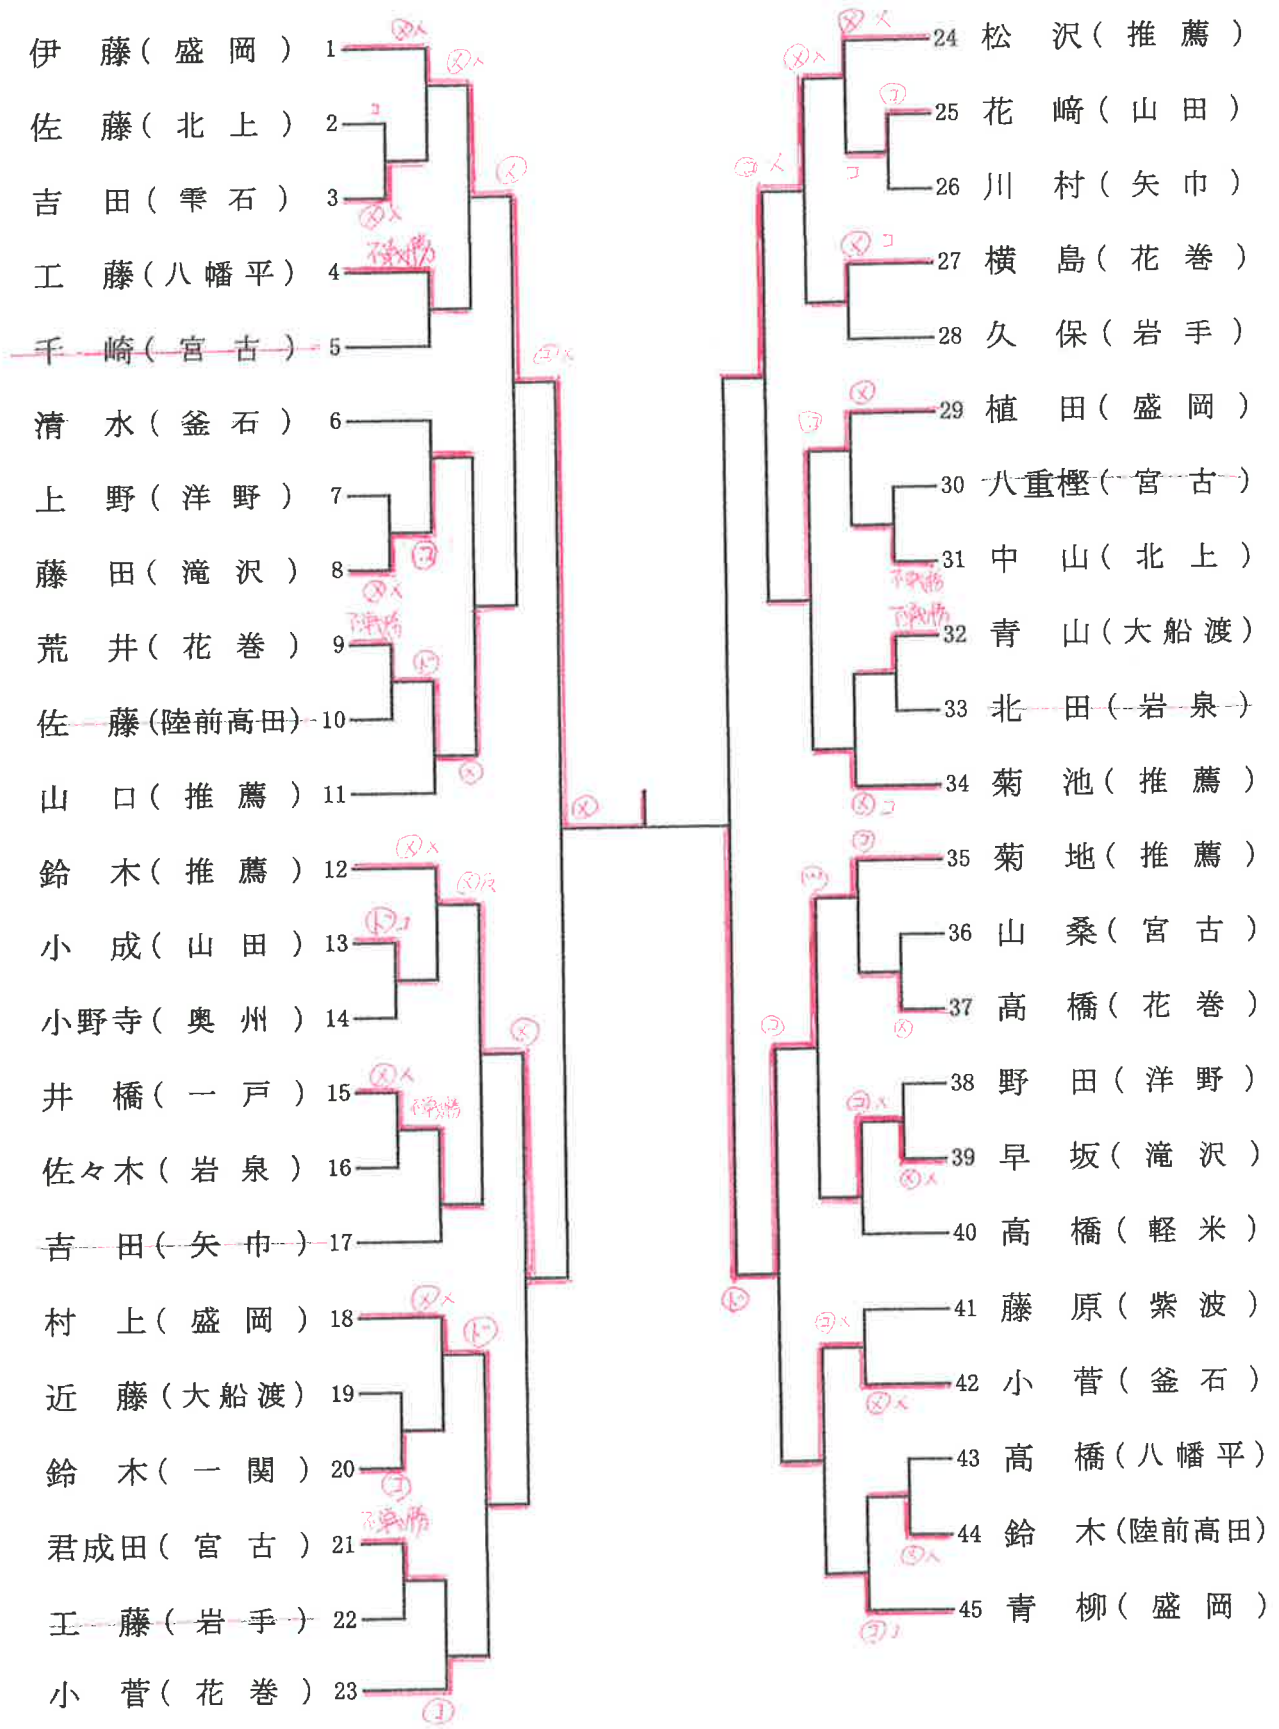 伊藤(盛岡) 1
佐藤(北上) 2
吉田(雫石) 3
不戦勝
工藤(八幡平) 4
千崎(宮古) 5
清水(釜石) 6
上野(洋野) 7
藤田(滝沢) 8
不戦勝
荒井(花巻) 9
佐藤(陸前高田) 10
山口(推薦) 11
鈴木(推薦) 12
小成(山田) 13
小野寺(奥州) 14
井橋(一戸) 15
不戦勝
佐々木(岩泉) 16
吉田(矢巾) 17
村上(盛岡) 18
近藤(大船渡) 19
鈴木(一関) 20
不戦勝
君成田(宮古) 21
工藤(岩手) 22
小菅(花巻) 23
24 松沢(推薦)
25 花﨑(山田)
26 川村(矢巾)
27 横島(花巻)
28 久保(岩手)
29 植田(盛岡)
30 八重樫(宮古)
31 中山(北上)
不戦勝
不戦勝
32 青山(大船渡)
33 北田(岩泉)
34 菊池(推薦)
35 菊地(推薦)
36 山桑(宮古)
37 高橋(花巻)
38 野田(洋野)
39 早坂(滝沢)
40 高橋(軽米)
41 藤原(紫波)
42 小菅(釜石)
43 高橋(八幡平)
44 鈴木(陸前高田)
45 青柳(盛岡)